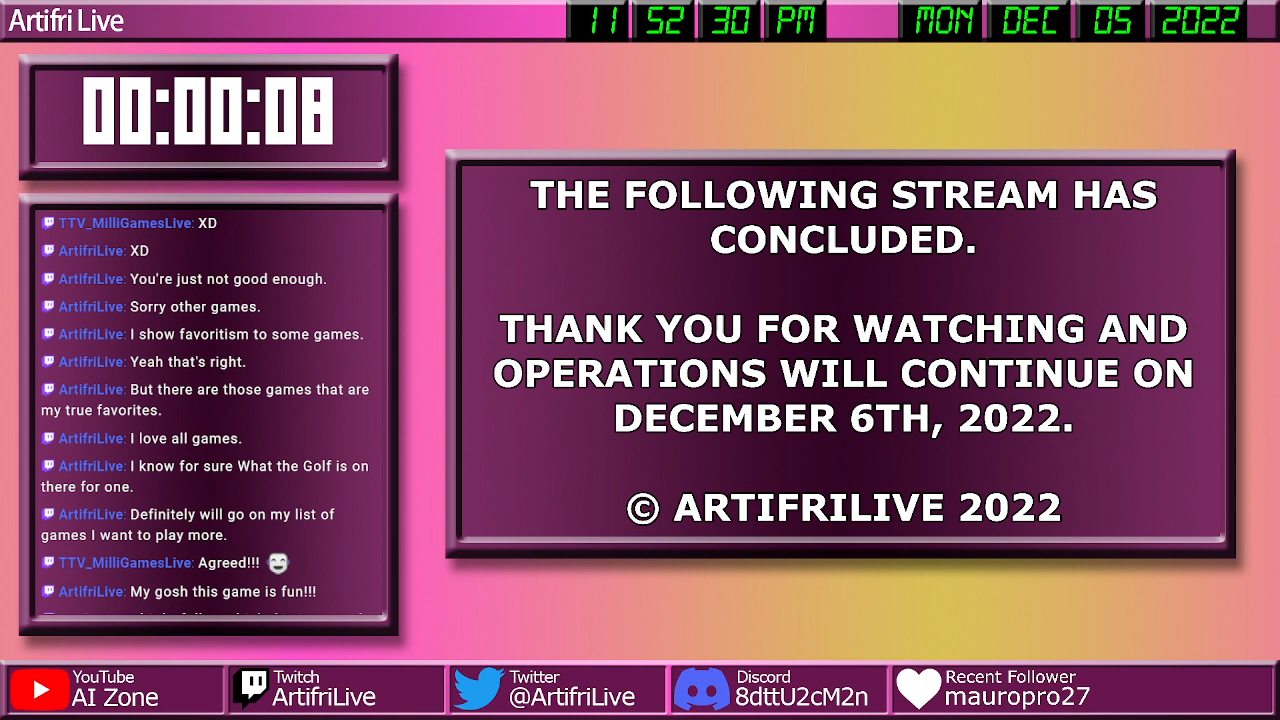 Artifri Live
11 52 30 PM MON DEC 05 2022
00:00:08
TTV_MilliGamesLive: XD
ArtifriLive: XD
ArtifriLive: You're just not good enough.
ArtifriLive: Sorry other games.
ArtifriLive: I show favoritism to some games.
ArtifriLive: Yeah that's right.
ArtifriLive: But there are those games that are
my true favorites.
ArtifriLive: I love all games.
ArtifriLive: I know for sure What the Golf is on
there for one.
ArtifriLive: Definitely will go on my list of
games I want to play more.
TTV_MilliGamesLive: Agreed!!!
ArtifriLive: My gosh this game is fun!!!
THE FOLLOWING STREAM HAS
CONCLUDED.
THANK YOU FOR WATCHING AND
OPERATIONS WILL CONTINUE ON
DECEMBER 6TH, 2022.
© ARTIFRILIVE 2022
YouTube
AI Zone
Twitch
ArtifriLive
Twitter
@ArtifriLive
Discord
8dttU2cM2n
Recent Follower
mauropro27